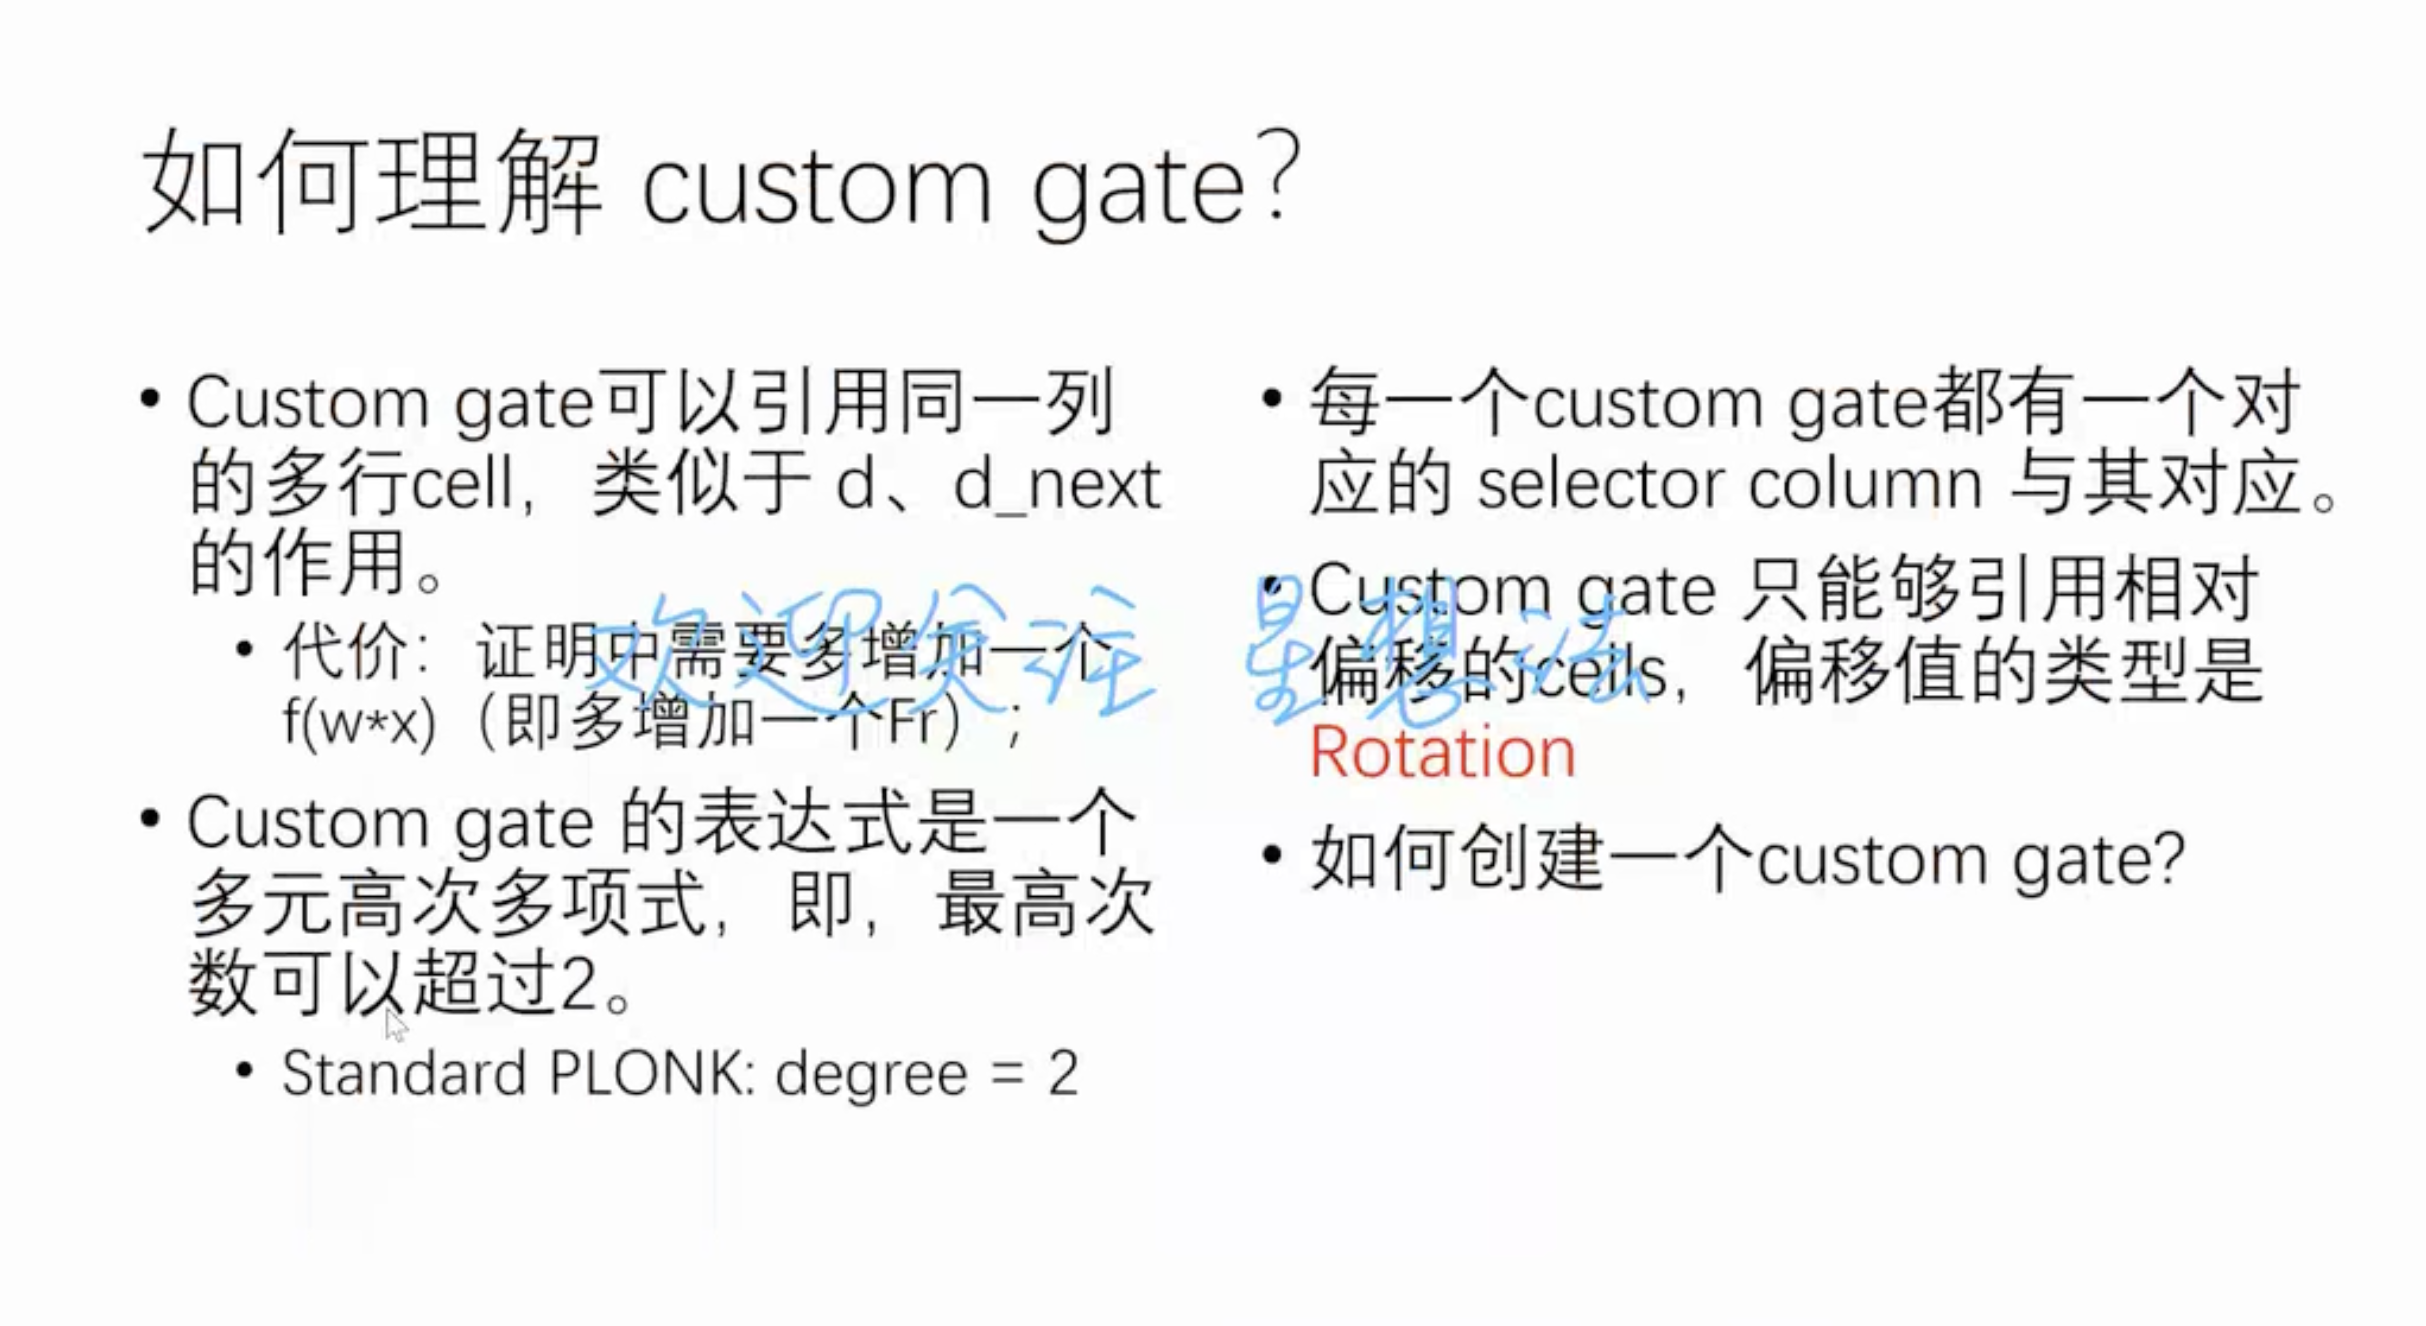 如何理解 custom gate?
• Custom gate可以引用同一列
的多行cell，类似于 d、d_next
的作用。
• 代价：证明中需要多增加一个
f(w*x)（即多增加一个Fr）；
• Custom gate 的表达式是一个
多元高次多项式，即，最高次
数可以超过2。
• Standard PLONK: degree = 2
• 每一个custom gate都有一个对
应的 selector column 与其对应。
• Custom gate 只能够引用相对
偏移的cells，偏移值的类型是
Rotation
• 如何创建一个custom gate?
欢迎关注 星想法